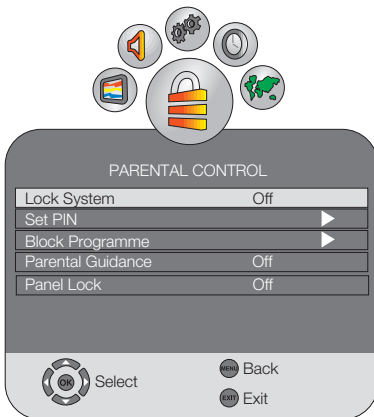 PARENTAL CONTROL
Lock System Off
Set PIN
Block Programme
Parental Guidance Off
Panel Lock Off
OK Select
MENU Back
EXIT Exit